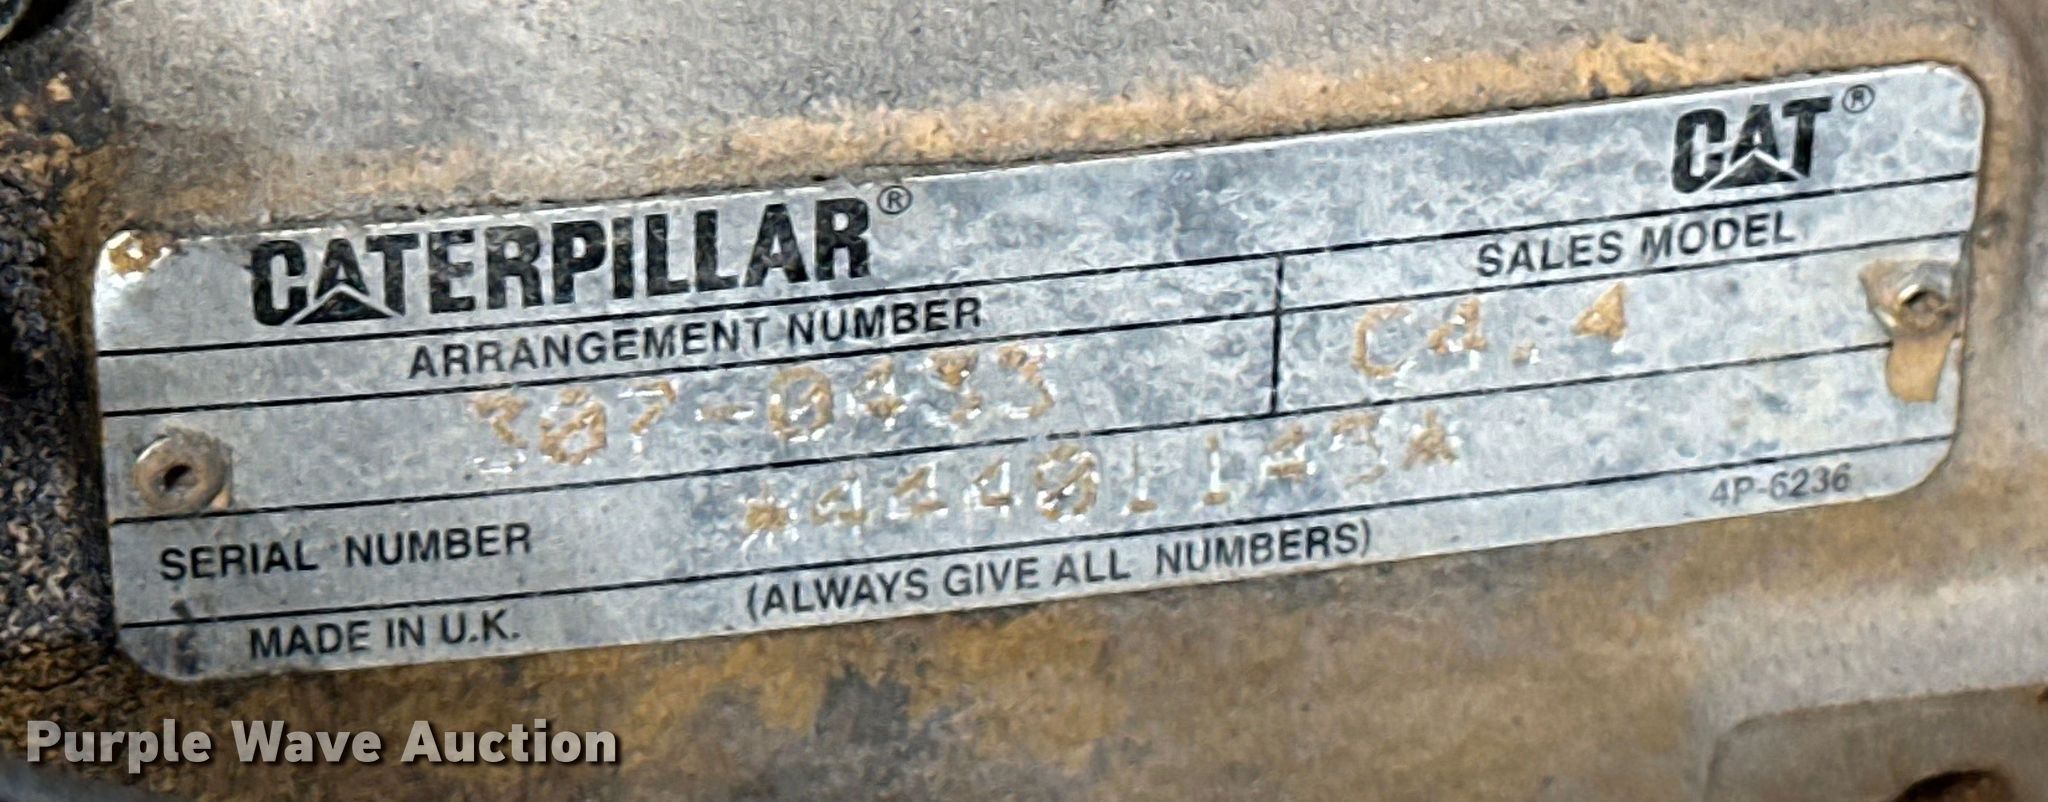 CATERPILLAR® CAT®
ARRANGEMENT NUMBER SALES MODEL
307-0433 C4.4
SERIAL NUMBER *44401143*
MADE IN U.K. (ALWAYS GIVE ALL NUMBERS) 4P-6236
Purple Wave Auction